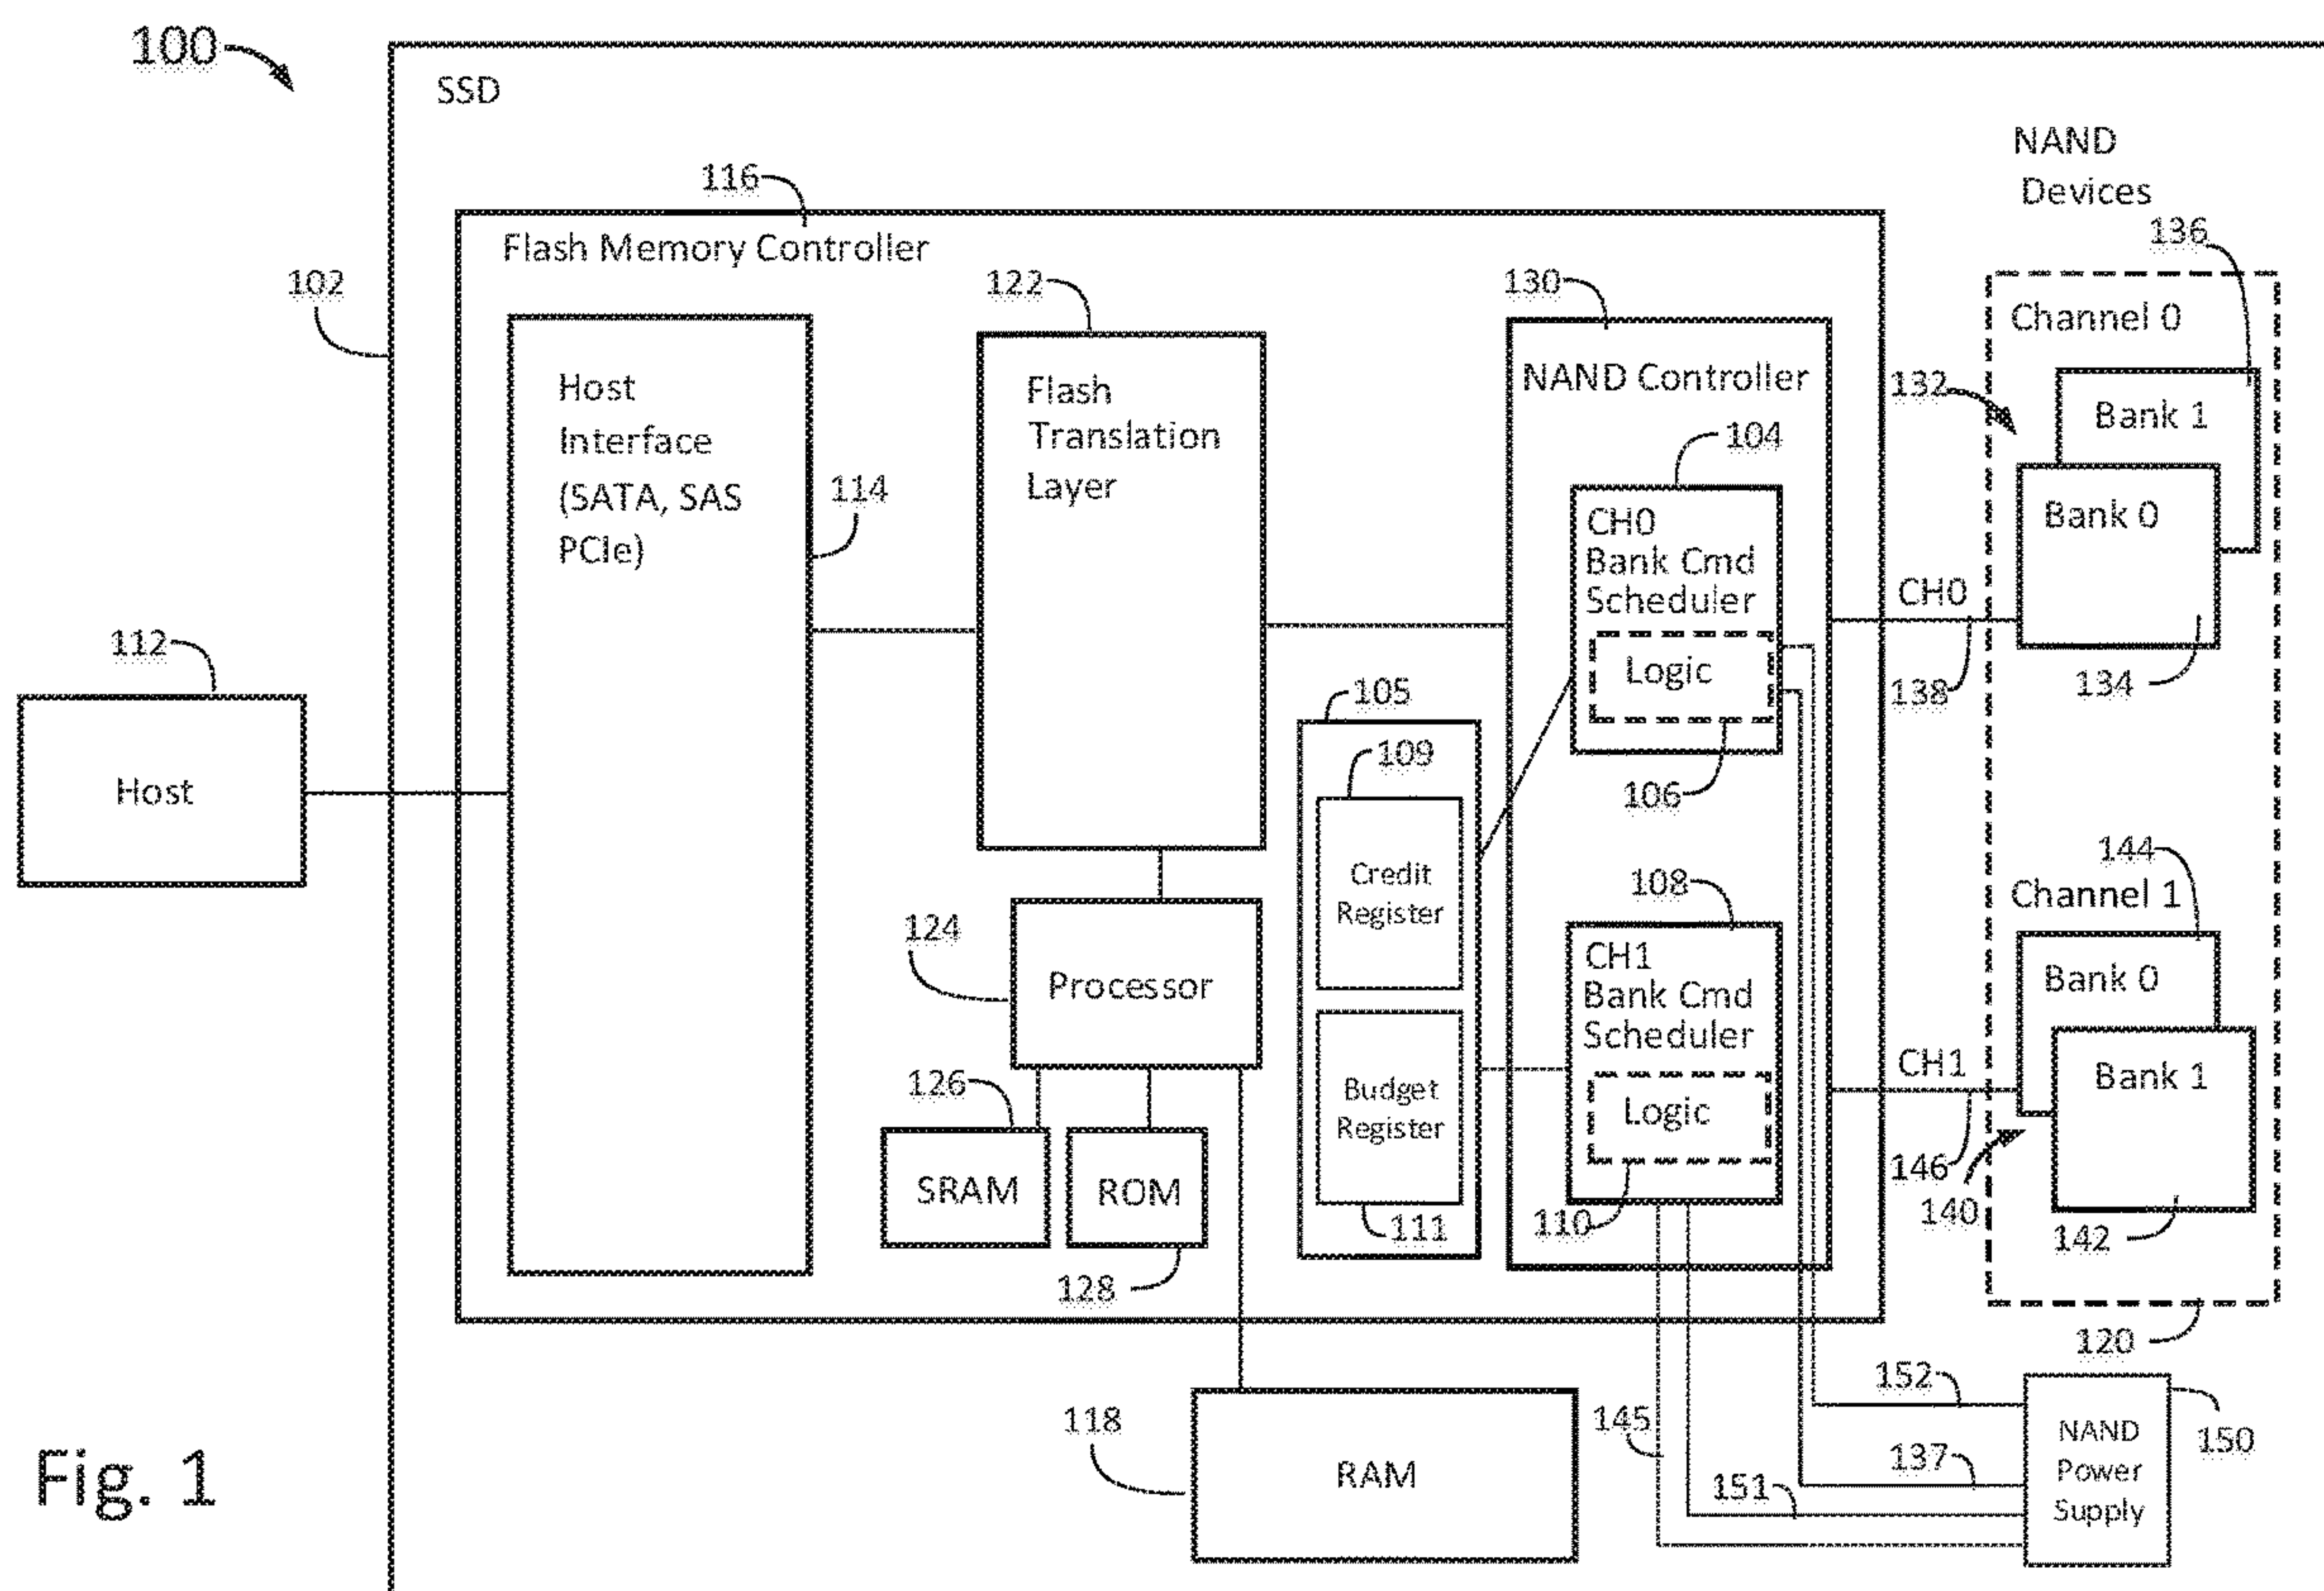 100
SSD
NAND
Devices
116
Flash Memory Controller
136
102
122
130
Channel 0
Host
Interface
(SATA, SAS
PCIe)
Flash
Translation
Layer
NAND Controller
132
Bank 1
104
114
CH0
Bank Cmd
Scheduler
Bank 0
CH0
112
Logic
138
134
105
109
106
Host
Credit
Register
108
144
Channel 1
124
Processor
CH1
Bank Cmd
Scheduler
Bank 0
CH1
Bank 1
126
Budget
Register
Logic
146
SRAM
ROM
140
111
110
142
128
120
152
118
145
NAND
Power
Supply
150
137
RAM
151
Fig. 1